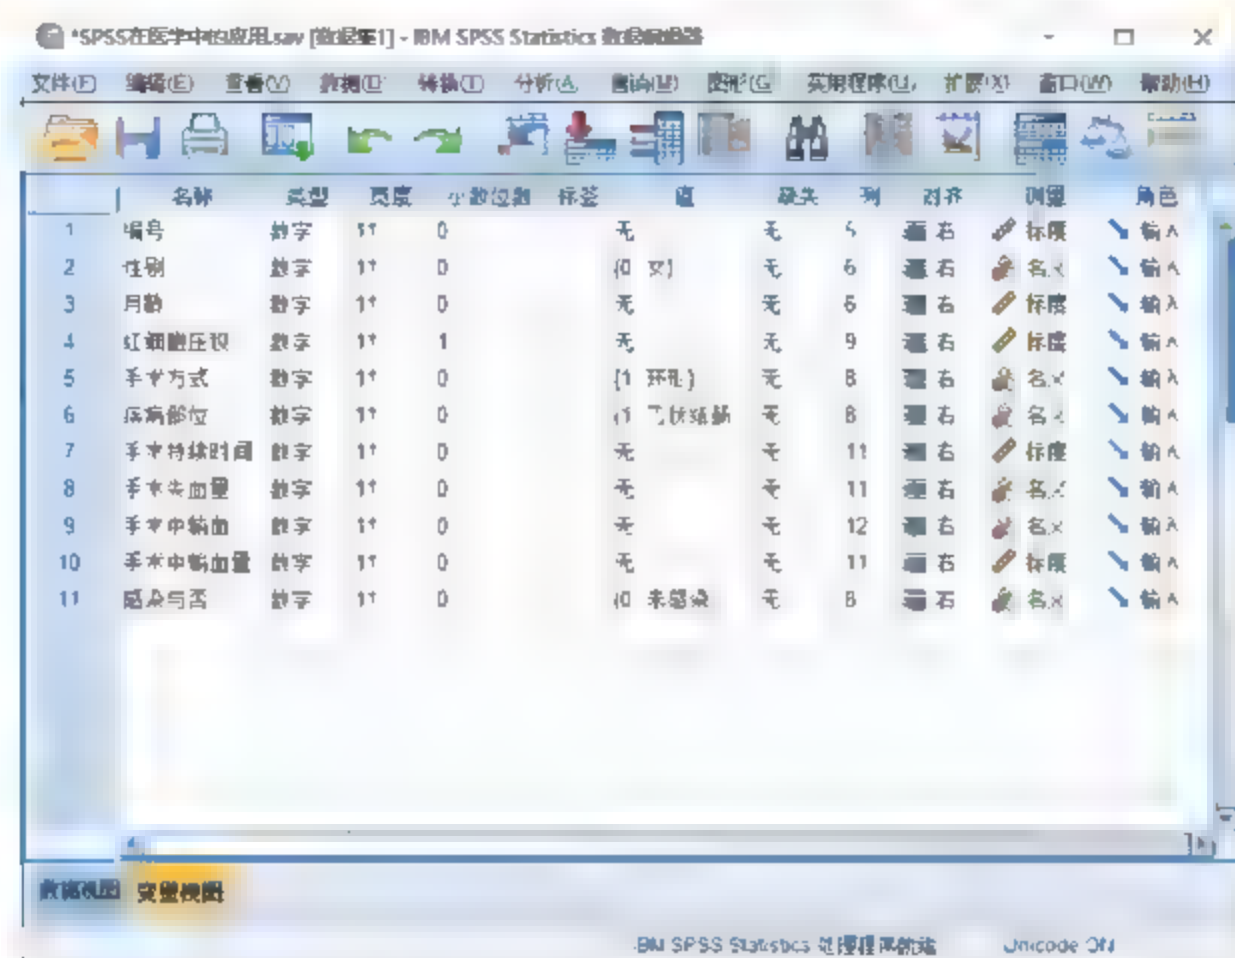 *SPSS在医学中的应用.sav [数据集1] - IBM SPSS Statistics 数据编辑器
文件(F) 编辑(E) 查看(V) 数据(D) 转换(T) 分析(A) 直销(M) 图形(G) 实用程序(U) 扩展(X) 窗口(W) 帮助(H)
名称 类型 宽度 小数位数 标签 值 缺失 列 对齐 测量 角色
1 编号 数字 11 0 无 无 右 标度 输入
2 性别 数字 11 0 {0 女} 无 6 右 名义 输入
3 月龄 数字 11 0 无 无 6 右 标度 输入
4 红细胞压积 数字 11 1 无 无 9 右 标度 输入
5 手术方式 数字 11 0 {1 环形} 无 8 右 名义 输入
6 疾病部位 数字 11 0 {1 无 8 右 名义 输入
7 手术持续时间 数字 11 0 无 无 11 右 标度 输入
8 手术失血量 数字 11 0 无 无 11 右 名义 输入
9 手术中输血 数字 11 0 无 无 12 右 名义 输入
10 手术中输血量 数字 11 0 无 无 11 右 标度 输入
11 感染与否 数字 11 0 {0 未感染 无 8 右 名义 输入
数据视图 变量视图
IBM SPSS Statistics 处理程序就绪 Unicode:ON